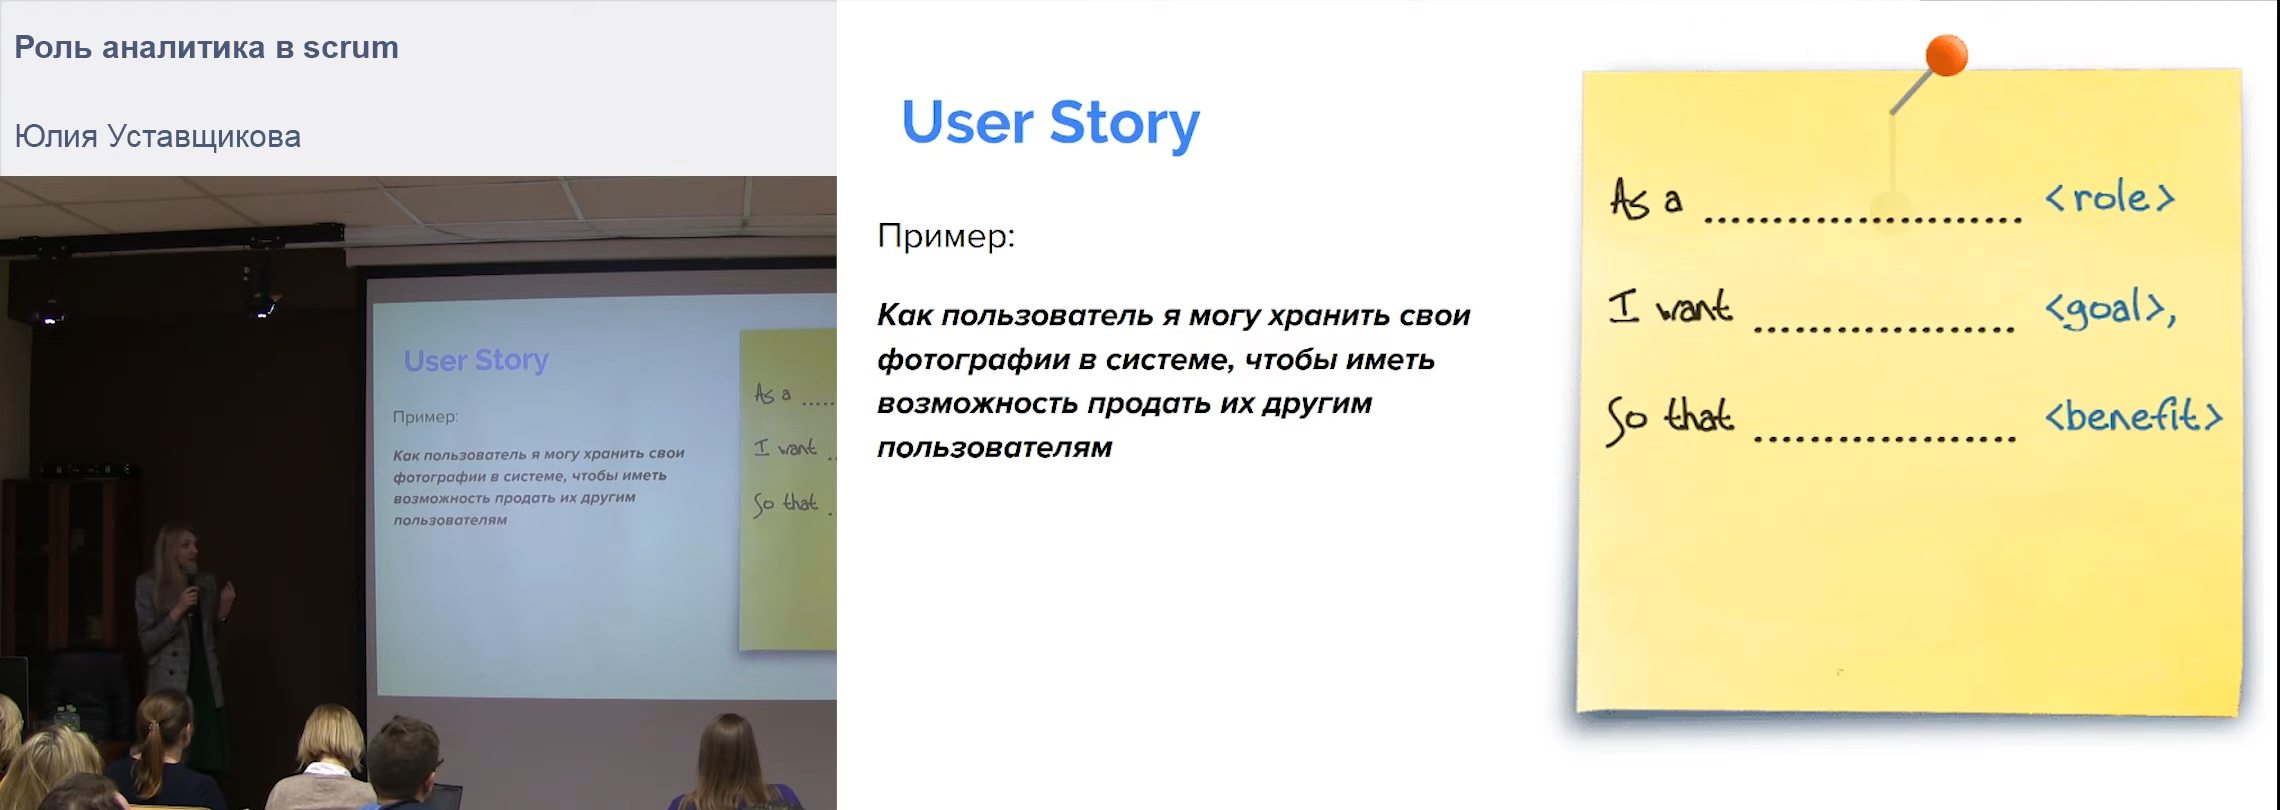 Роль аналитика в scrum
Юлия Уставщикова
User Story
Пример:
Как пользователь я могу хранить свои
фотографии в системе, чтобы иметь
возможность продать их другим
пользователям
As a ........................ <role>
I want ................... <goal>,
So that ................... <benefit>
User Story
Пример:
Как пользователь я могу хранить свои
фотографии в системе, чтобы иметь
возможность продать их другим
пользователям
As a .....
I want ..
So that .